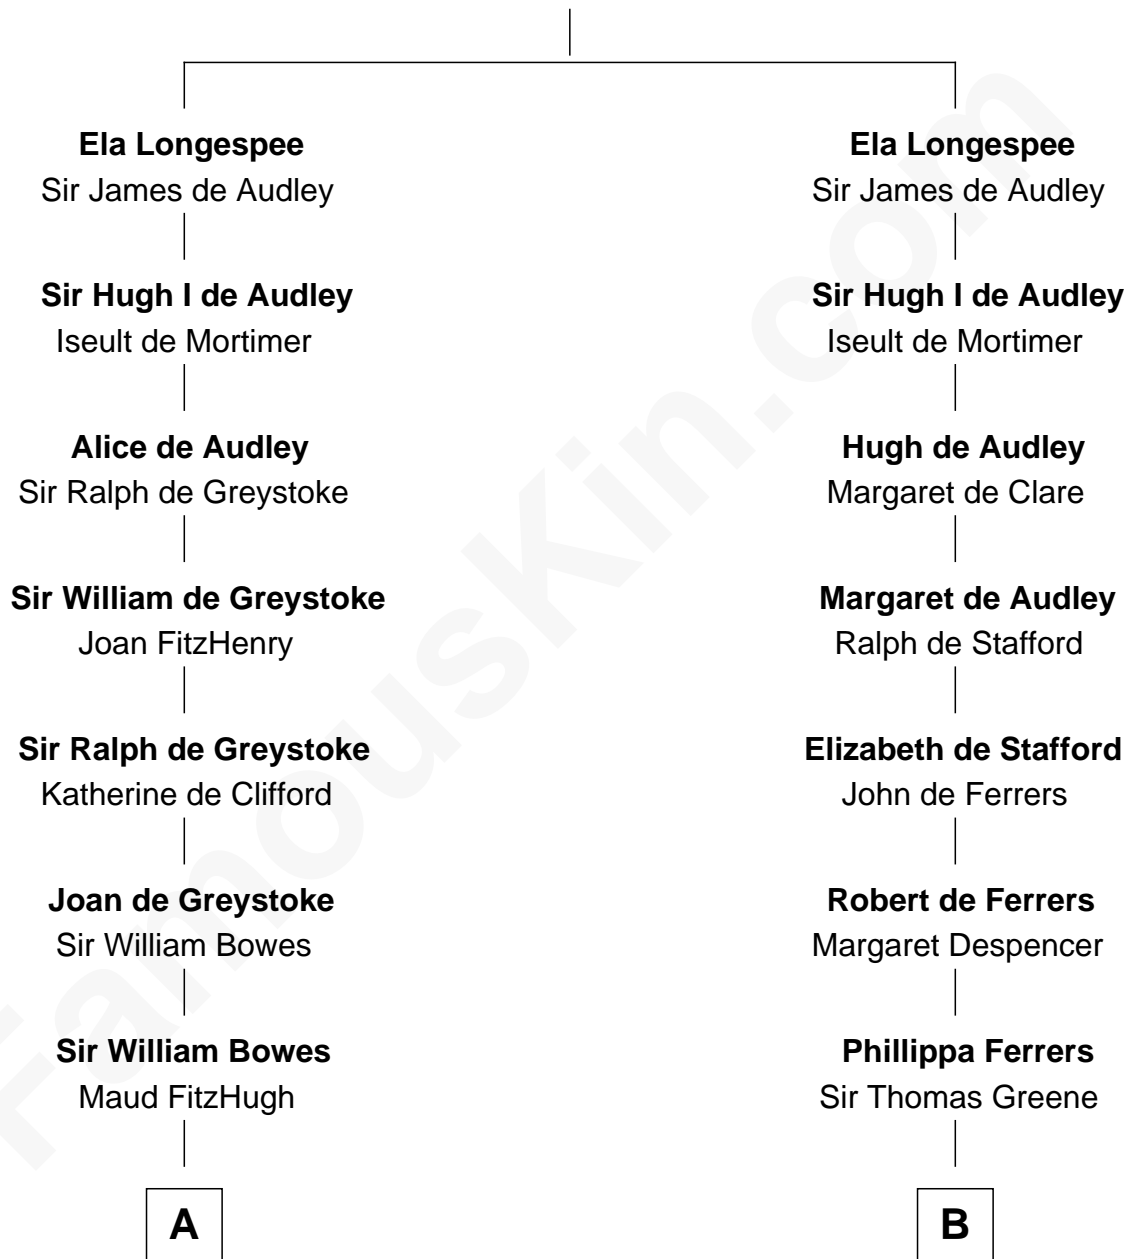 Ela Longespee
Sir James de Audley
Sir Hugh I de Audley
Iseult de Mortimer
Alice de Audley
Sir Ralph de Greystoke
Sir William de Greystoke
Joan FitzHenry
Sir Ralph de Greystoke
Katherine de Clifford
Joan de Greystoke
Sir William Bowes
Sir William Bowes
Maud FitzHugh
A
Ela Longespee
Sir James de Audley
Sir Hugh I de Audley
Iseult de Mortimer
Hugh de Audley
Margaret de Clare
Margaret de Audley
Ralph de Stafford
Elizabeth de Stafford
John de Ferrers
Robert de Ferrers
Margaret Despencer
Phillippa Ferrers
Sir Thomas Greene
B
FamousKin.com